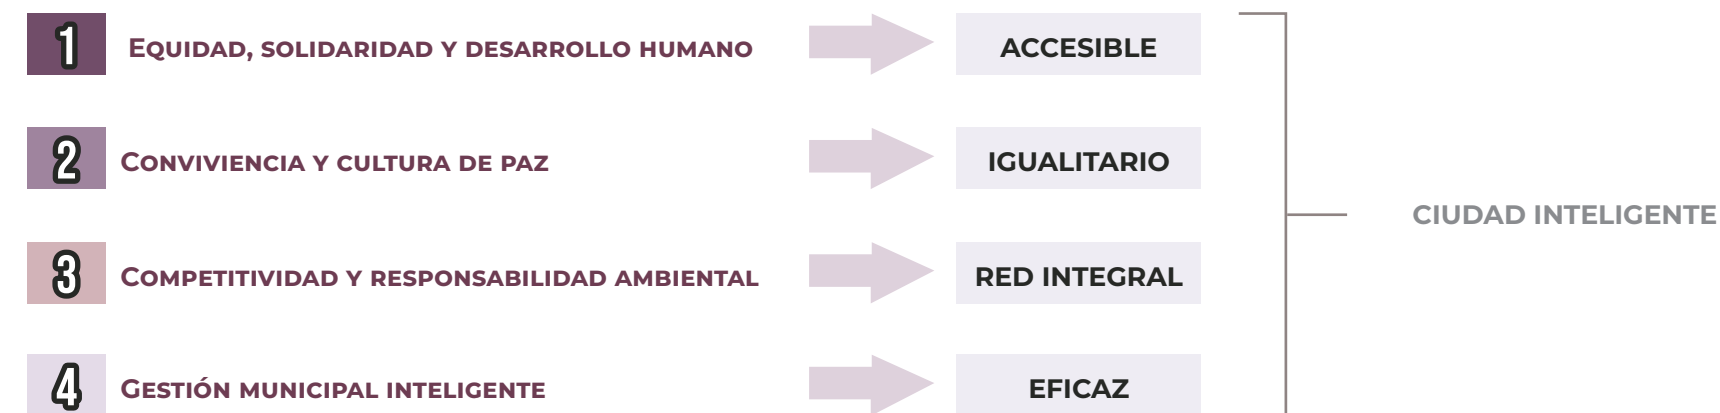 1 Equidad, solidaridad y desarrollo humano ACCESIBLE
2 Conviviencia y cultura de paz IGUALITARIO
CIUDAD INTELIGENTE
3 Competitividad y responsabilidad ambiental RED INTEGRAL
4 Gestión municipal inteligente EFICAZ